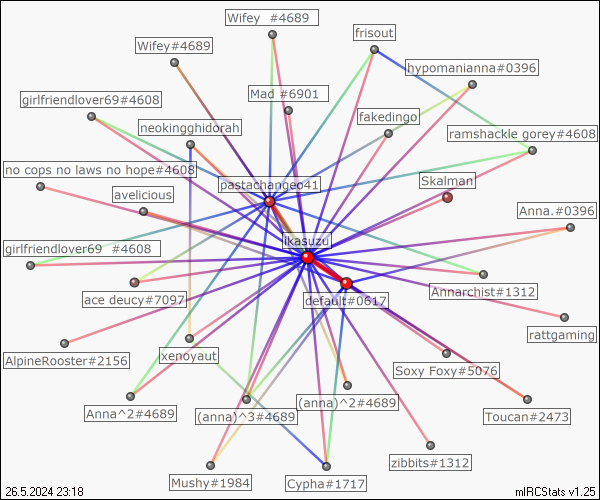 Wifey  #4689
frisout
Wifey#4689
hypomanianna#0396
girlfriendlover69#4608
Mad #6901
fakedingo
neokingghidorah
ramshackle gorey#4608
no cops no laws no hope#4608
pastachangeo41
Skalman
avelicious
Anna.#0396
Ikasuzu
girlfriendlover69  #4608
ace deucy#7097
default#0617
Annarchist#1312
rattgaming
AlpineRooster#2156
xenoyaut
Soxy Foxy#5076
Anna^2#4689
(anna)^3#4689
(anna)^2#4689
Toucan#2473
zibbits#1312
Mushy#1984
Cypha#1717
26.5.2024 23:18
mIRCStats v1.25